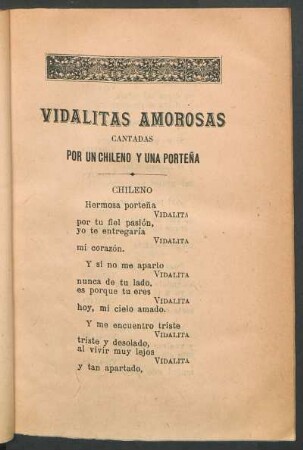 VIDALITAS AMOROSAS
CANTADAS
POR UN CHILENO Y UNA PORTEÑA
CHILENO
Hermosa porteña
VIDALITA
por tu fiel pasión,
yo te entregaría
VIDALITA
mi corazón.
Y si no me aparto
VIDALITA
nunca de tu lado,
es porque tu eres
VIDALITA
hoy, mi cielo amado.
Y me encuentro triste
VIDALITA
triste y desolado,
al vivir muy lejos
VIDALITA
y tan apartado,